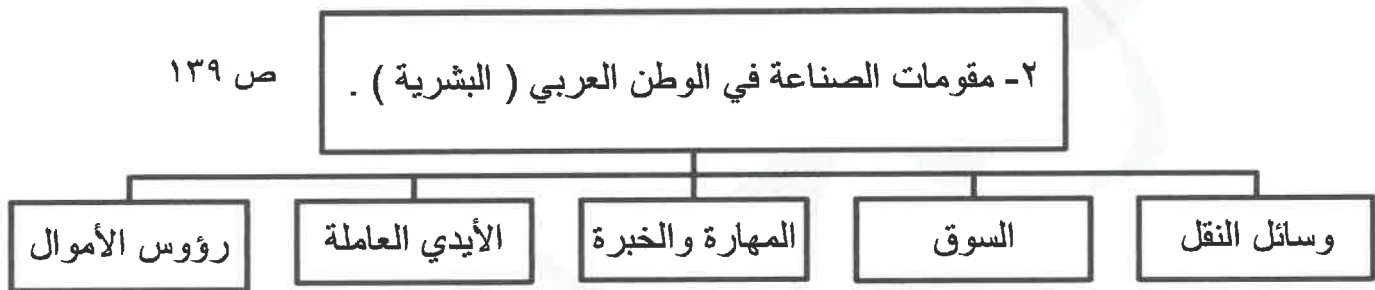 ٢- مقومات الصناعة في الوطن العربي ( البشرية ) .
ص ١٣٩
وسائل النقل
السوق
المهارة والخبرة
الأيدي العاملة
رؤوس الأموال